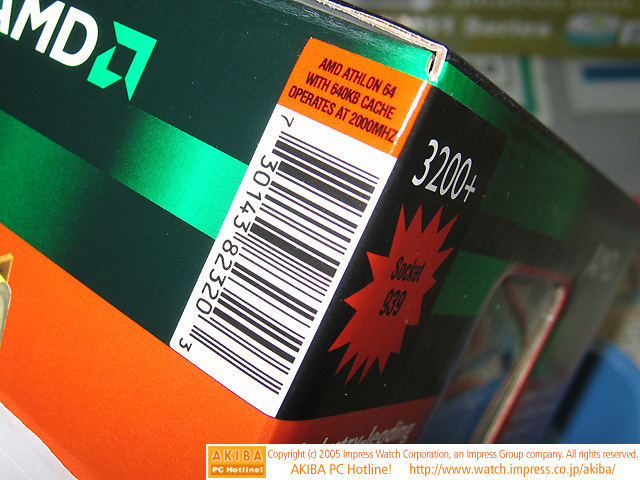 AMD
AMD ATHLON 64
WITH 640KB CACHE
OPERATES AT 2000MHZ
7 30143 82320 3
3200+
Socket
939
AMD
AKIBA
PC Hotline!
Copyright (c) 2005 Impress Watch Corporation, an Impress Group company. All rights reserved.
AKIBA PC Hotline! http://www.watch.impress.co.jp/akiba/